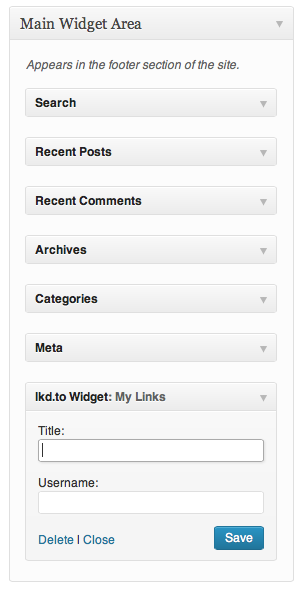 Main Widget Area
Appears in the footer section of the site.
Search
Recent Posts
Recent Comments
Archives
Categories
Meta
lkd.to Widget: My Links
Title:
Username:
Delete | Close
Save